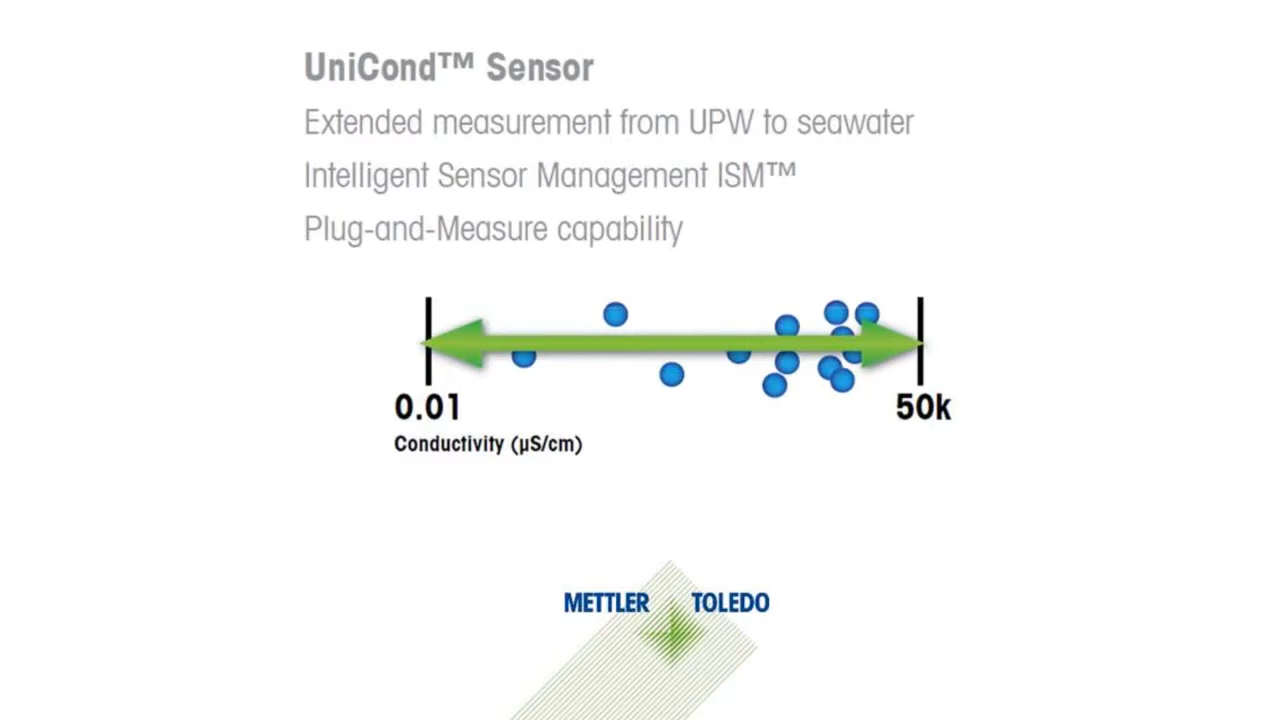 UniCond™ Sensor
Extended measurement from UPW to seawater
Intelligent Sensor Management ISM™
Plug-and-Measure capability
0.01 50k
Conductivity (µS/cm)
METTLER TOLEDO